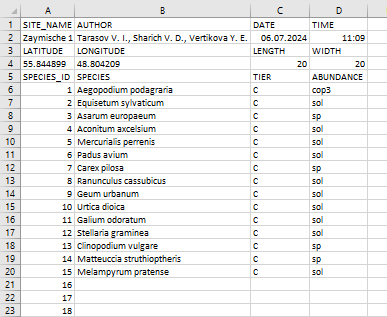 A B C D
1 SITE_NAME AUTHOR DATE TIME
2 Zaymische 1 Tarasov V. I., Sharich V. D., Vertikova Y. E. 06.07.2024 11:09
3 LATITUDE LONGITUDE LENGTH WIDTH
4 55.844899 48.804209 20 20
5 SPECIES_ID SPECIES TIER ABUNDANCE
6 1 Aegopodium podagraria C cop3
7 2 Equisetum sylvaticum C sol
8 3 Asarum europaeum C sp
9 4 Aconitum axcelsium C sol
10 5 Mercurialis perrenis C sol
11 6 Padus avium C sol
12 7 Carex pilosa C sp
13 8 Ranunculus cassubicus C sol
14 9 Geum urbanum C sol
15 10 Urtica dioica C sol
16 11 Galium odoratum C sol
17 12 Stellaria graminea C sol
18 13 Clinopodium vulgare C sp
19 14 Matteuccia struthioptheris C sp
20 15 Melampyrum pratense C sol
21 16
22 17
23 18